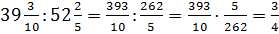 39 3/10 : 52 2/5 = 393/10 : 262/5 = 393/10 · 5/262 = 3/4